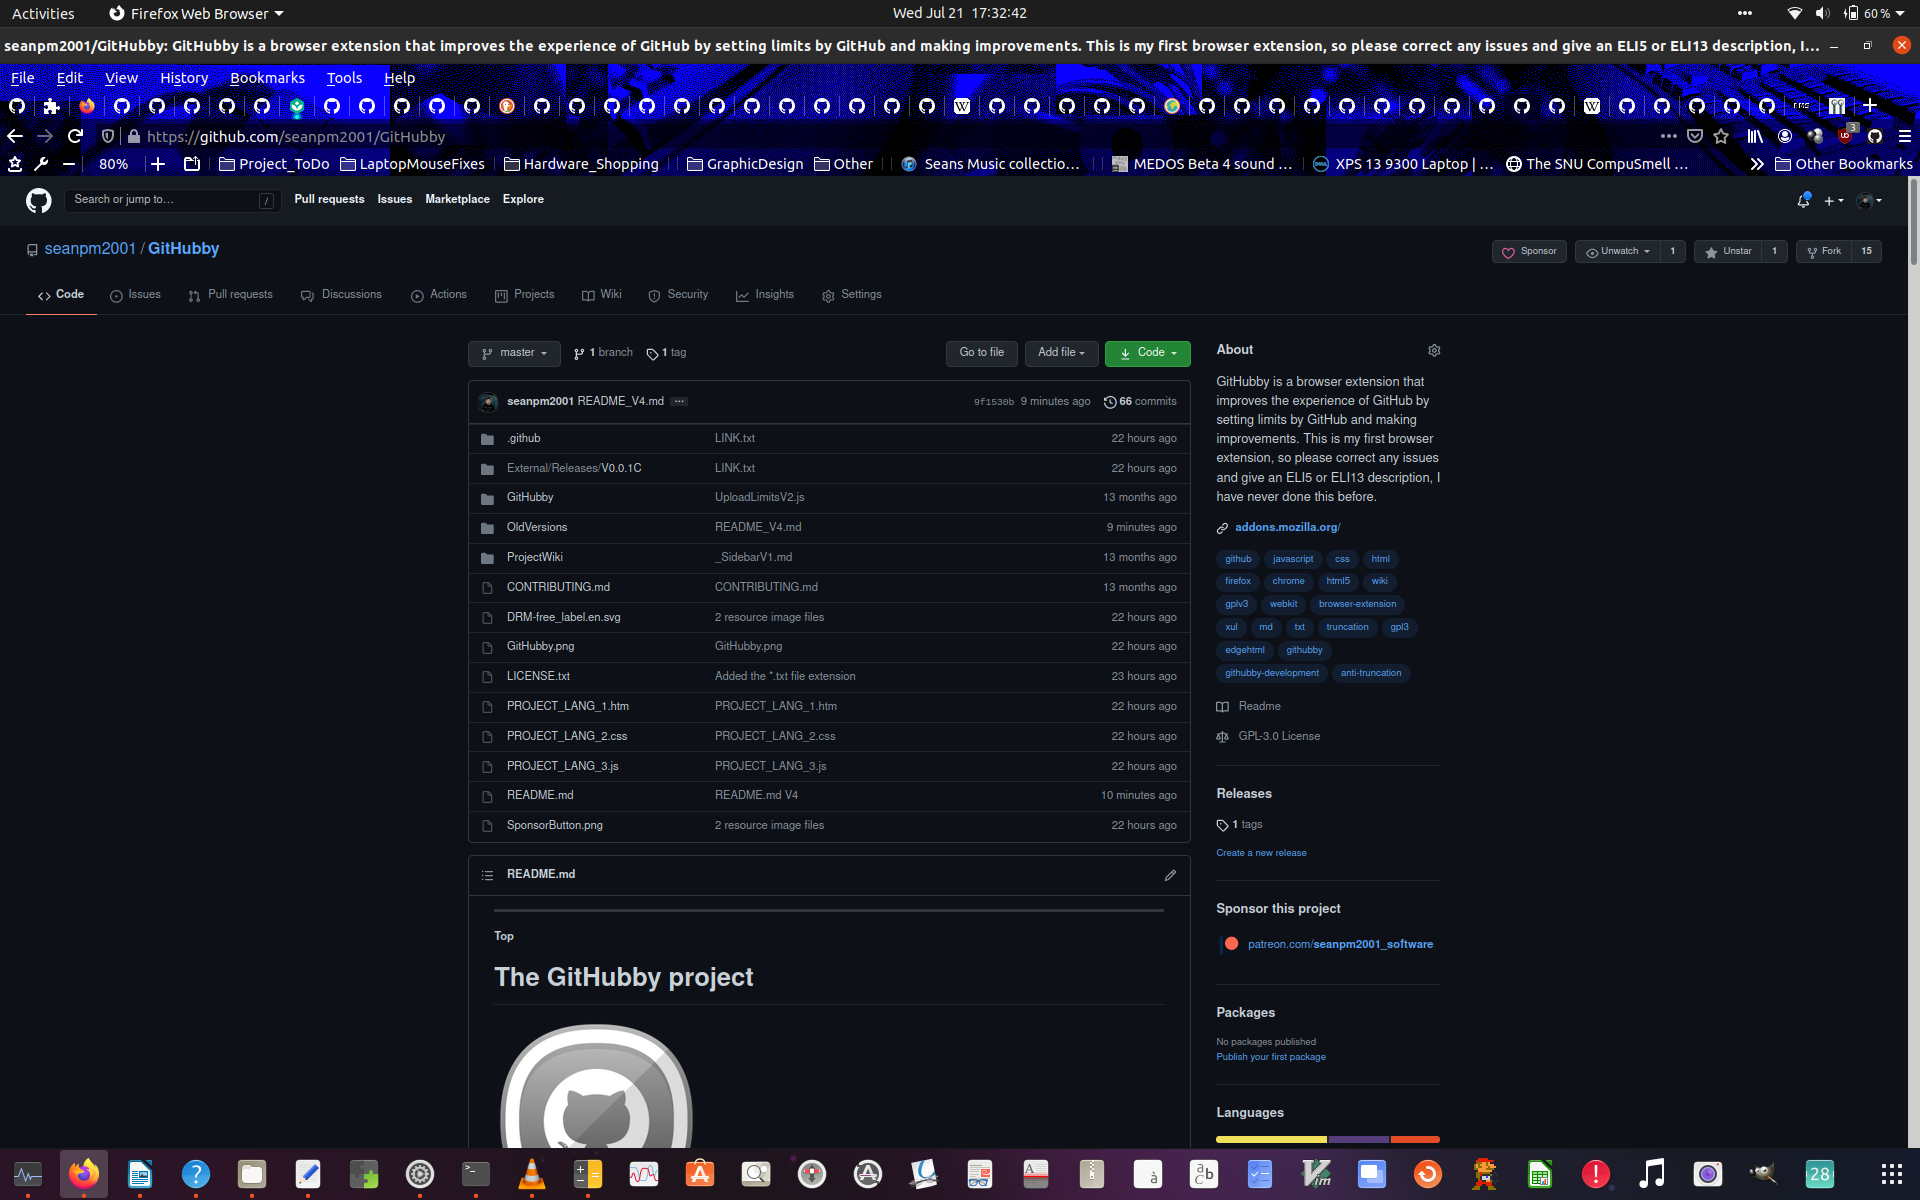 Activities Firefox Web Browser Wed Jul 21 17:32:42 60 %
seanpm2001/GitHubby: GitHubby is a browser extension that improves the experience of GitHub by setting limits by GitHub and making improvements. This is my first browser extension, so please correct any issues and give an ELI5 or ELI13 description, I…
File Edit View History Bookmarks Tools Help
https://github.com/seanpm2001/GitHubby 3
80% Project_ToDo LaptopMouseFixes Hardware_Shopping GraphicDesign Other Seans Music collectio… MEDOS Beta 4 sound … XPS 13 9300 Laptop | … The SNU CompuSmell … Other Bookmarks
Search or jump to… / Pull requests Issues Marketplace Explore
seanpm2001 / GitHubby Sponsor Unwatch 1 Unstar 1 Fork 15
Code Issues Pull requests Discussions Actions Projects Wiki Security Insights Settings
master 1 branch 1 tag Go to file Add file Code
seanpm2001 README_V4.md … 9f1530b 9 minutes ago 66 commits
.github LINK.txt 22 hours ago
External/Releases/V0.0.1C LINK.txt 22 hours ago
GitHubby UploadLimitsV2.js 13 months ago
OldVersions README_V4.md 9 minutes ago
ProjectWiki _SidebarV1.md 13 months ago
CONTRIBUTING.md CONTRIBUTING.md 13 months ago
DRM-free_label.en.svg 2 resource image files 22 hours ago
GitHubby.png GitHubby.png 22 hours ago
LICENSE.txt Added the *.txt file extension 23 hours ago
PROJECT_LANG_1.htm PROJECT_LANG_1.htm 22 hours ago
PROJECT_LANG_2.css PROJECT_LANG_2.css 22 hours ago
PROJECT_LANG_3.js PROJECT_LANG_3.js 22 hours ago
README.md README.md V4 10 minutes ago
SponsorButton.png 2 resource image files 22 hours ago
README.md
Top
The GitHubby project
About
GitHubby is a browser extension that
improves the experience of GitHub by
setting limits by GitHub and making
improvements. This is my first browser
extension, so please correct any issues
and give an ELI5 or ELI13 description, I
have never done this before.
addons.mozilla.org/
github javascript css html
firefox chrome html5 wiki
gplv3 webkit browser-extension
xul md txt truncation gpl3
edgehtml githubby
githubby-development anti-truncation
Readme
GPL-3.0 License
Releases
1 tags
Create a new release
Sponsor this project
patreon.com/seanpm2001_software
Packages
No packages published
Publish your first package
Languages
28